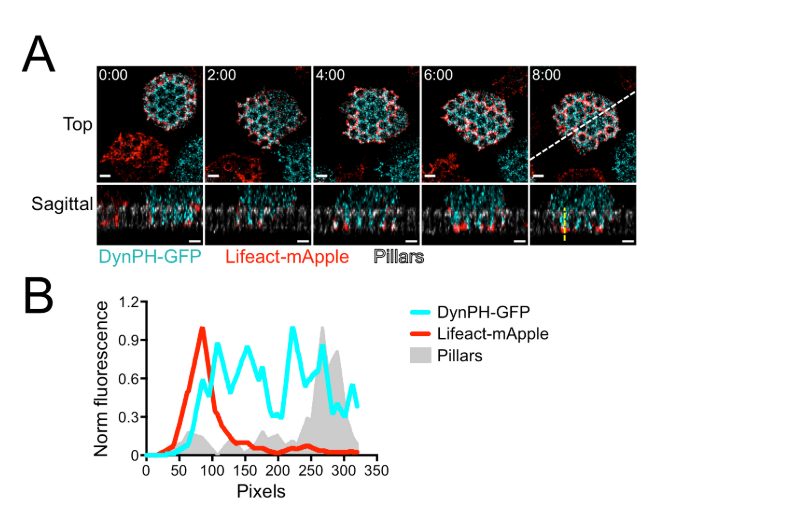 A
0:00 2:00 4:00 6:00 8:00
Top
Sagittal
DynPH-GFP Lifeact-mApple Pillars
B
Norm fluorescence
1.2
0.9
0.6
0.3
0
0 50 100 150 200 250 300 350
Pixels
DynPH-GFP
Lifeact-mApple
Pillars